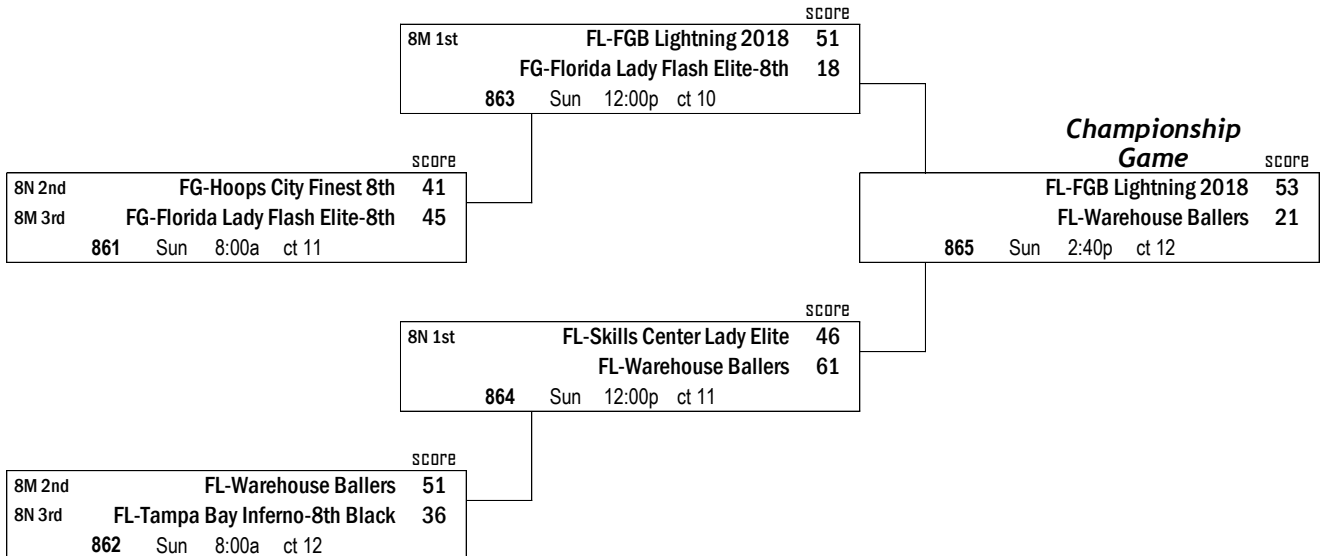 score
8M 1st FL-FGB Lightning 2018 51
FG-Florida Lady Flash Elite-8th 18
863 Sun 12:00p ct 10
score
8N 2nd FG-Hoops City Finest 8th 41
8M 3rd FG-Florida Lady Flash Elite-8th 45
861 Sun 8:00a ct 11
Championship
Game score
FL-FGB Lightning 2018 53
FL-Warehouse Ballers 21
865 Sun 2:40p ct 12
score
8N 1st FL-Skills Center Lady Elite 46
FL-Warehouse Ballers 61
864 Sun 12:00p ct 11
score
8M 2nd FL-Warehouse Ballers 51
8N 3rd FL-Tampa Bay Inferno-8th Black 36
862 Sun 8:00a ct 12